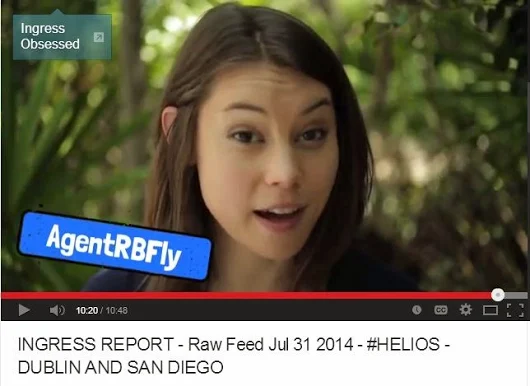 Ingress
Obsessed
AgentRBFly
10:20 / 10:48
CC
INGRESS REPORT - Raw Feed Jul 31 2014 - #HELIOS -
DUBLIN AND SAN DIEGO